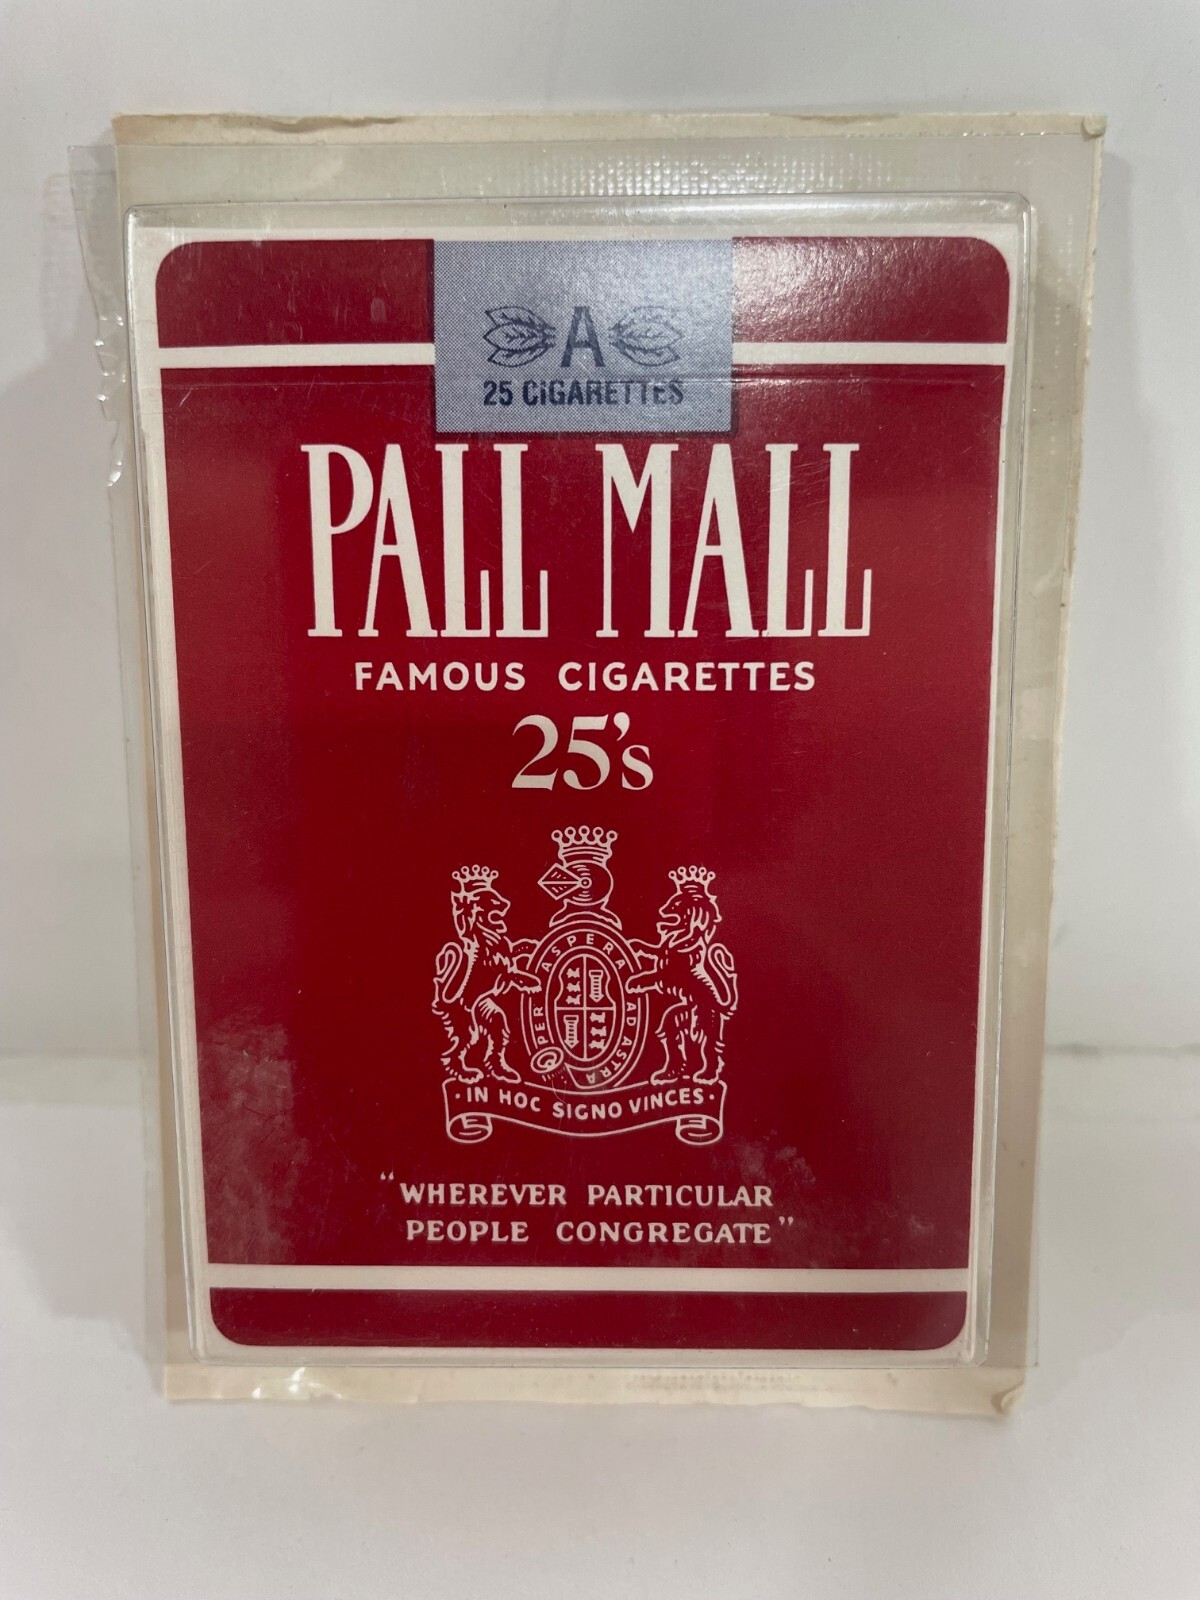 A
25 CIGARETTES
PALL MALL
FAMOUS CIGARETTES
25's
PER ASPERA AD ASTRA
· IN HOC SIGNO VINCES ·
"WHEREVER PARTICULAR
PEOPLE CONGREGATE"